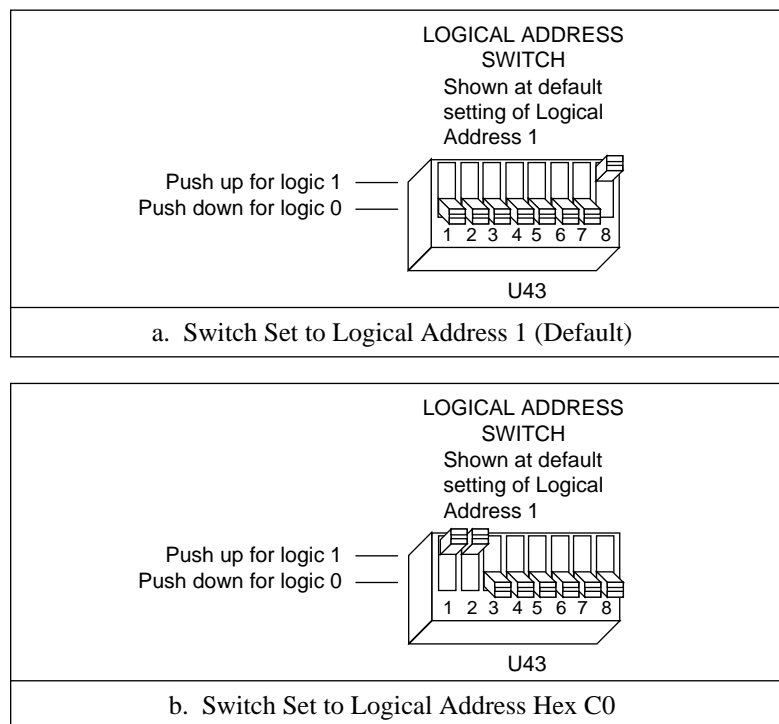 LOGICAL ADDRESS
SWITCH
Shown at default
setting of Logical
Address 1
Push up for logic 1
Push down for logic 0
1 2 3 4 5 6 7 8
U43
a. Switch Set to Logical Address 1 (Default)
LOGICAL ADDRESS
SWITCH
Shown at default
setting of Logical
Address 1
Push up for logic 1
Push down for logic 0
1 2 3 4 5 6 7 8
U43
b. Switch Set to Logical Address Hex C0